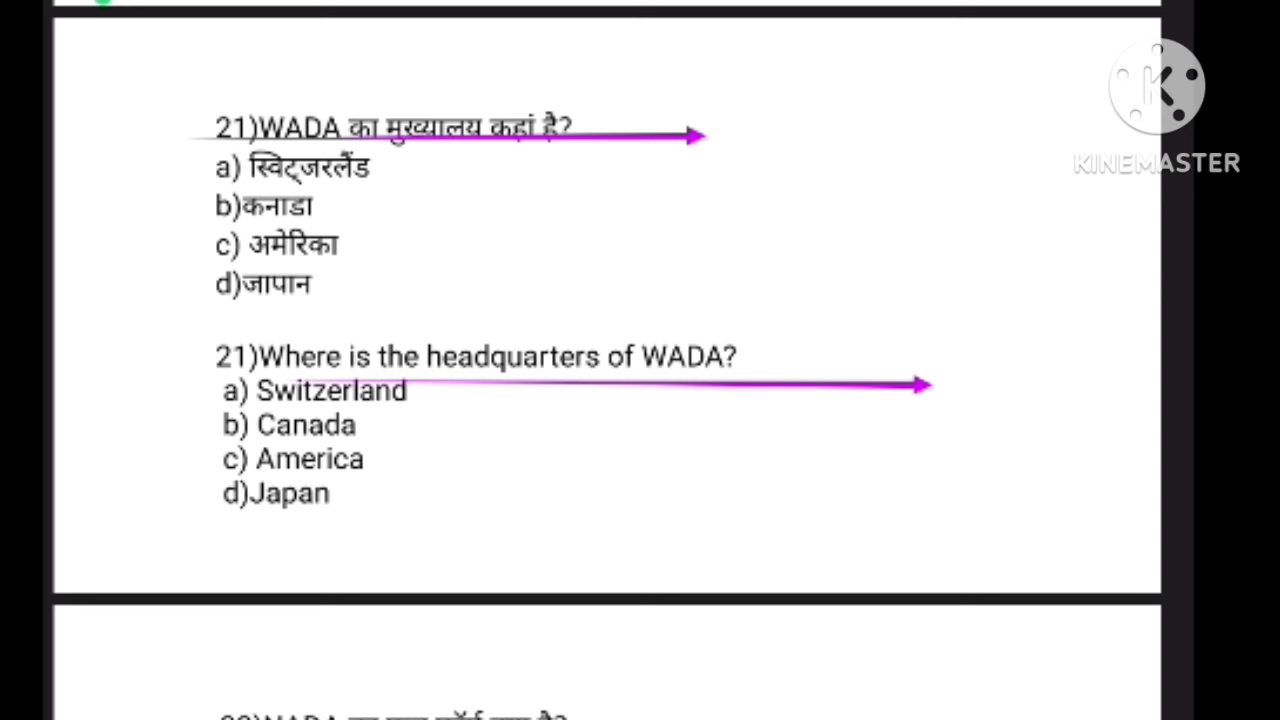 21)WADA का मुख्यालय कहां है?
a) स्विट्जरलैंड
b)कनाडा
c) अमेरिका
d)जापान
21)Where is the headquarters of WADA?
a) Switzerland
b) Canada
c) America
d)Japan
KINEMASTER